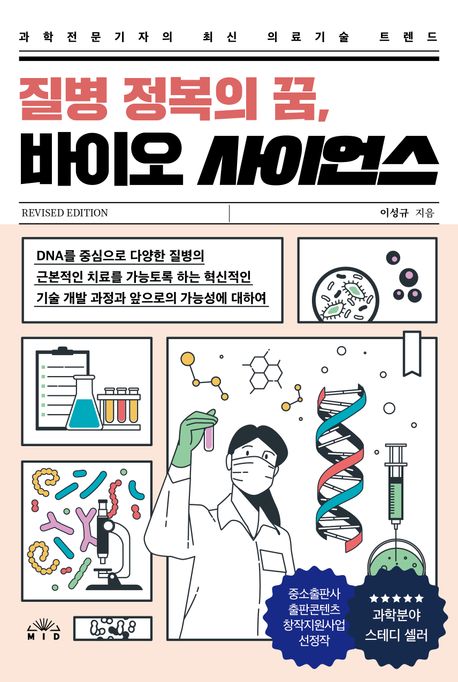 과학전문기자의 최신 의료기술 트렌드
질병 정복의 꿈,
바이오 사이언스
REVISED EDITION
이성규 지음
DNA를 중심으로 다양한 질병의
근본적인 치료를 가능토록 하는 혁신적인
기술 개발 과정과 앞으로의 가능성에 대하여
중소출판사
출판콘텐츠
창작지원사업
선정작
★★★★★
과학분야
스테디 셀러
MID